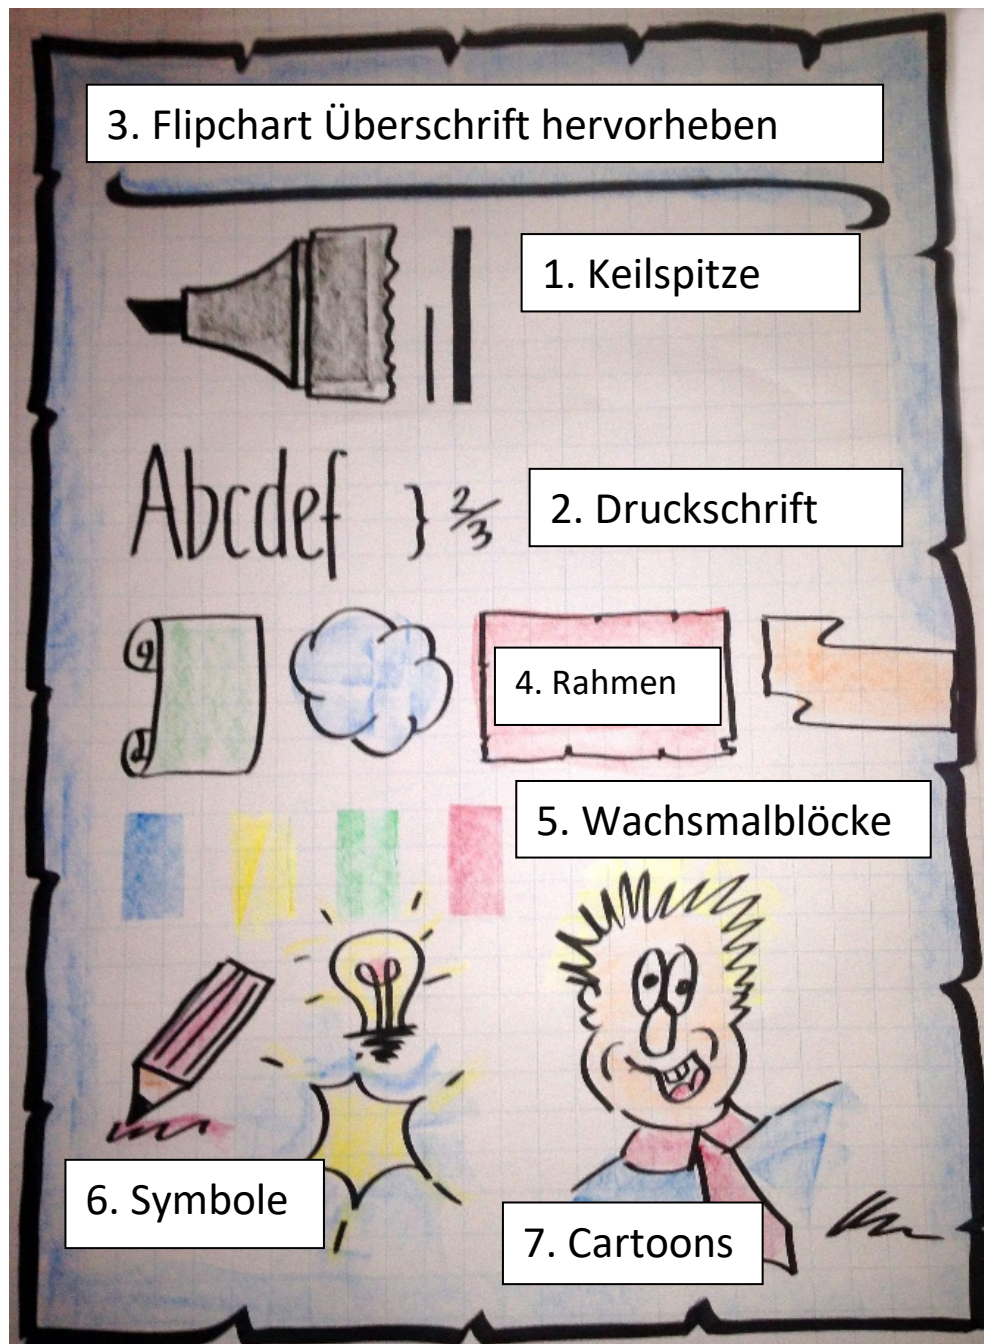 3. Flipchart Überschrift hervorheben
1. Keilspitze
Abcdef } 2/3
2. Druckschrift
4. Rahmen
5. Wachsmalblöcke
6. Symbole
7. Cartoons